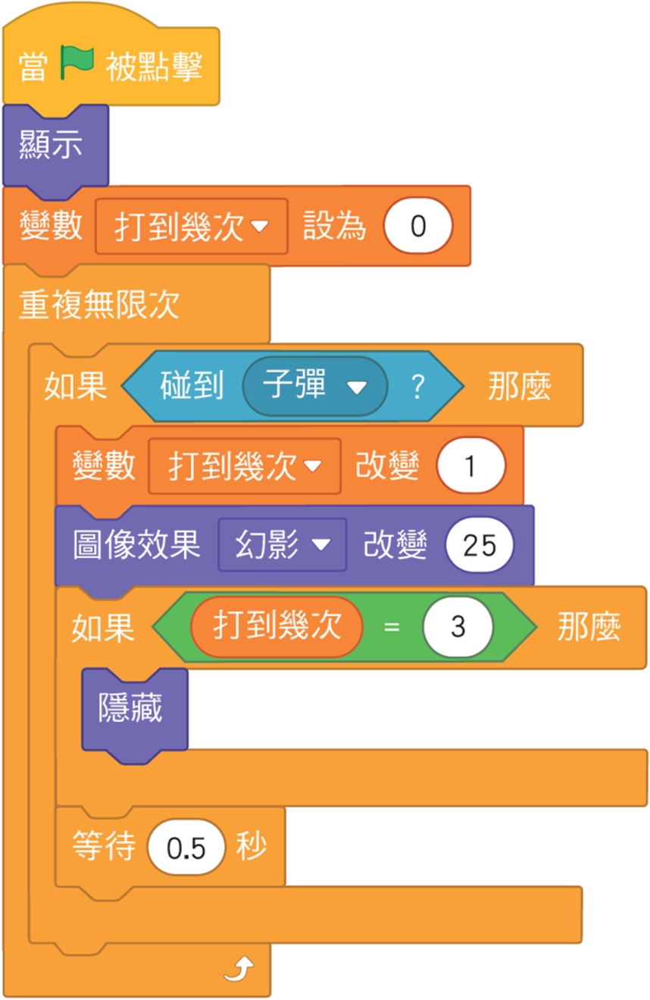 當 被點擊
顯示
變數 打到幾次 設為 0
重複無限次
如果 碰到 子彈 ? 那麼
變數 打到幾次 改變 1
圖像效果 幻影 改變 25
如果 打到幾次 = 3 那麼
隱藏
等待 0.5 秒